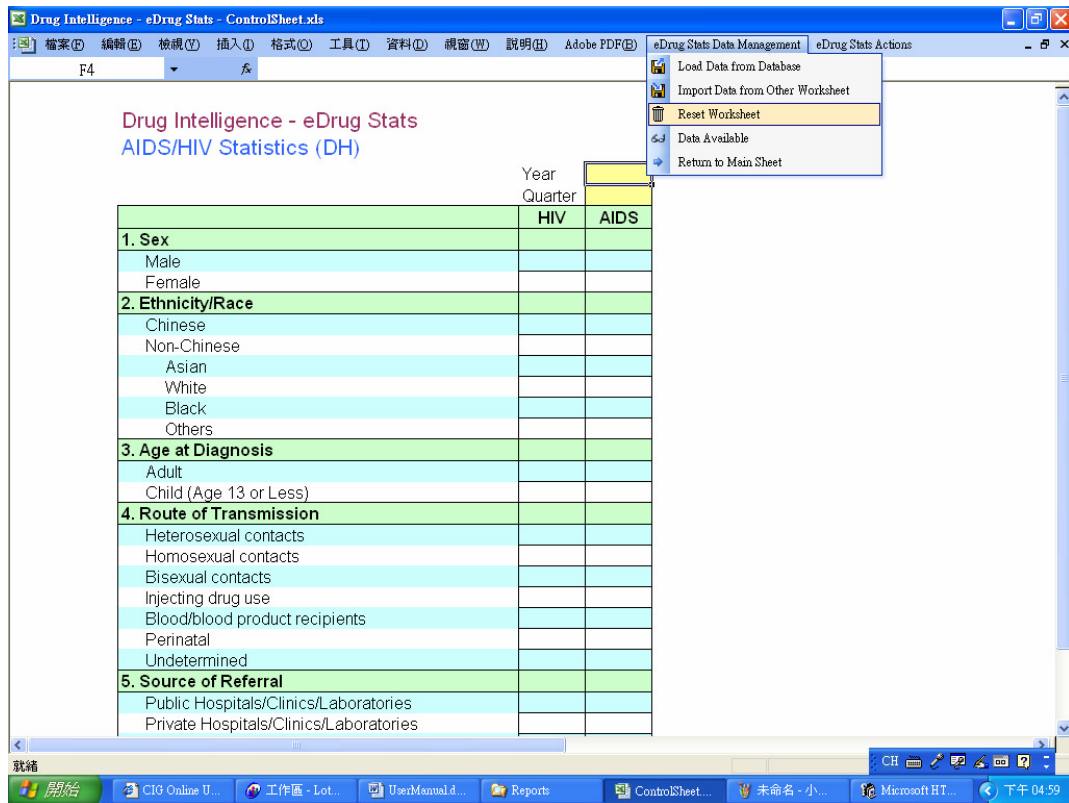 Drug Intelligence - eDrug Stats - ControlSheet.xls
檔案(F) 編輯(E) 檢視(V) 插入(I) 格式(O) 工具(T) 資料(D) 視窗(W) 說明(H) Adobe PDF(B) eDrug Stats Data Management eDrug Stats Actions
F4 fx
Load Data from Database
Import Data from Other Worksheet
Reset Worksheet
Data Available
Return to Main Sheet
Drug Intelligence - eDrug Stats
AIDS/HIV Statistics (DH)
Year
Quarter
HIV AIDS
1. Sex
Male
Female
2. Ethnicity/Race
Chinese
Non-Chinese
Asian
White
Black
Others
3. Age at Diagnosis
Adult
Child (Age 13 or Less)
4. Route of Transmission
Heterosexual contacts
Homosexual contacts
Bisexual contacts
Injecting drug use
Blood/blood product recipients
Perinatal
Undetermined
5. Source of Referral
Public Hospitals/Clinics/Laboratories
Private Hospitals/Clinics/Laboratories
就緒
CH
開始 CIG Online U... 工作區 - Lot... UserManual.d... Reports ControlSheet.... 未命名 - 小... Microsoft HT... 下午 04:59